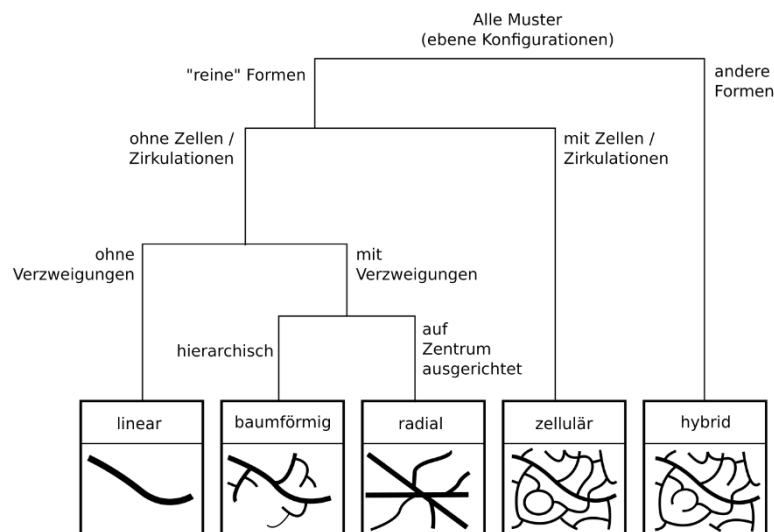 Alle Muster
(ebene Konfigurationen)
"reine" Formen
andere
Formen
ohne Zellen /
Zirkulationen
mit Zellen /
Zirkulationen
ohne
Verzweigungen
mit
Verzweigungen
hierarchisch
auf
Zentrum
ausgerichtet
linear
baumförmig
radial
zellulär
hybrid